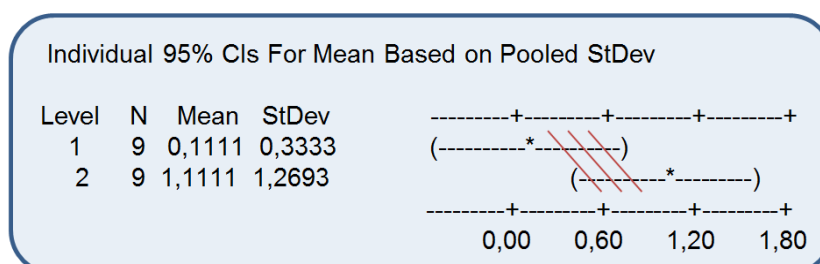 Individual 95% CIs For Mean Based on Pooled StDev
Level N Mean StDev ---------+---------+---------+---------+
1 9 0,1111 0,3333 (----------*---------)
2 9 1,1111 1,2693 (----------*---------)
---------+---------+---------+---------+
0,00 0,60 1,20 1,80